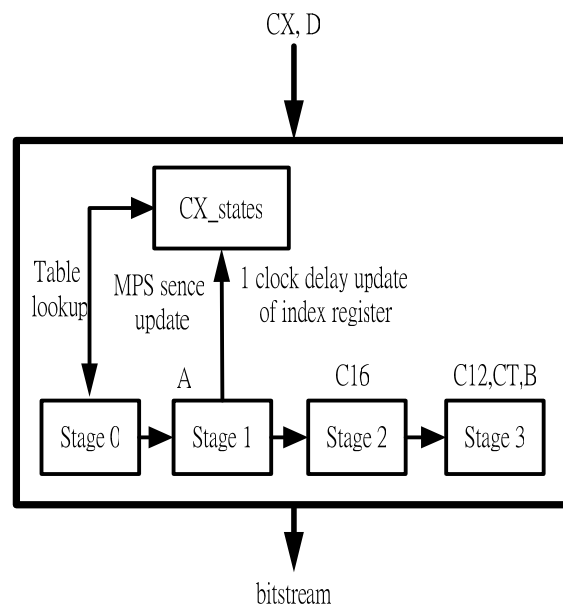 CX, D
CX_states
Table
lookup
MPS sence
update
1 clock delay update
of index register
A
C16
C12,CT,B
Stage 0
Stage 1
Stage 2
Stage 3
bitstream